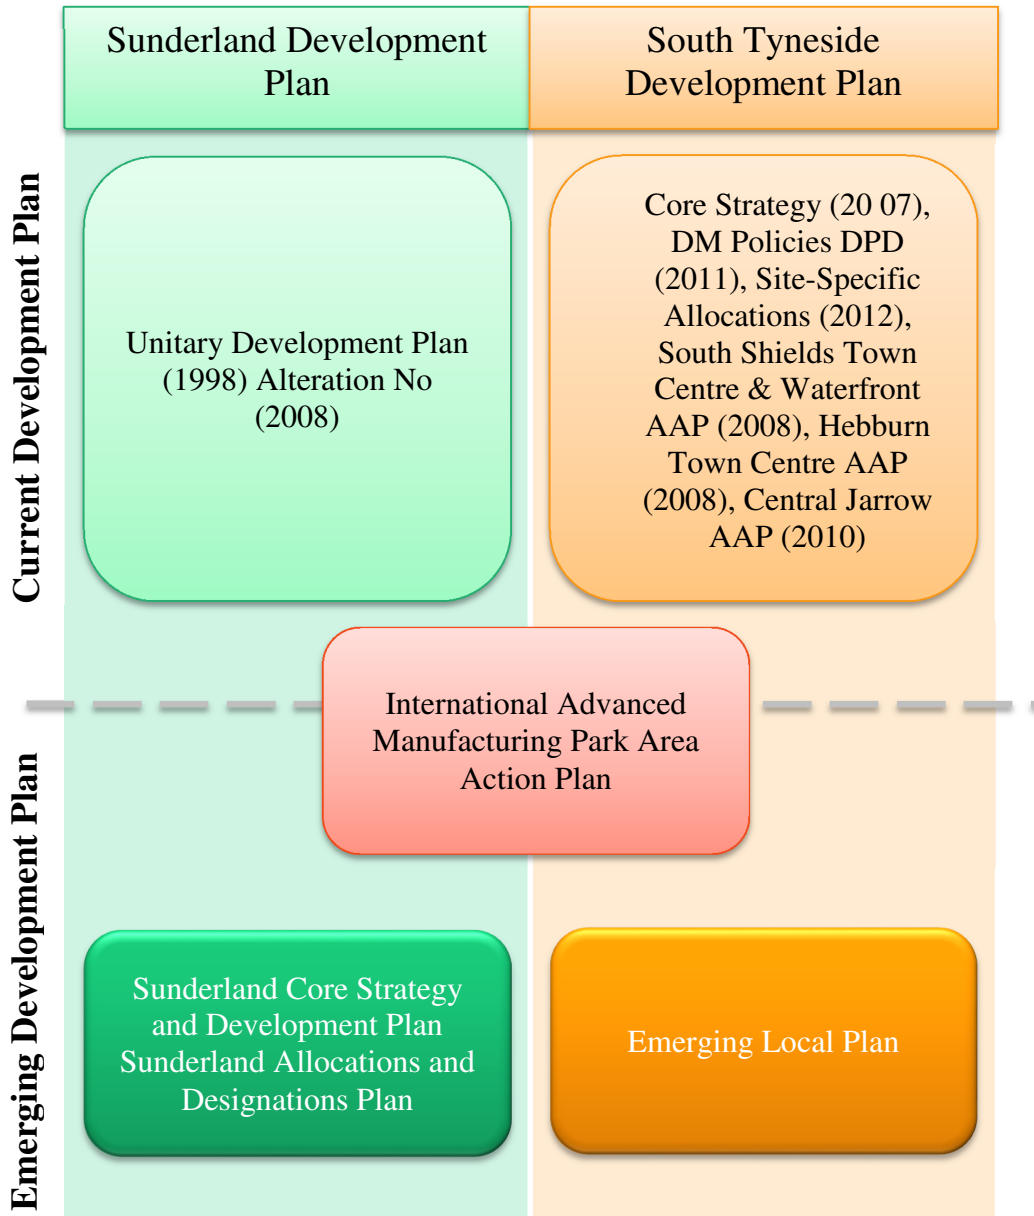 Sunderland Development
Plan
South Tyneside
Development Plan
Current Development Plan
Unitary Development Plan
(1998) Alteration No
(2008)
Core Strategy (20 07),
DM Policies DPD
(2011), Site-Specific
Allocations (2012),
South Shields Town
Centre & Waterfront
AAP (2008), Hebburn
Town Centre AAP
(2008), Central Jarrow
AAP (2010)
International Advanced
Manufacturing Park Area
Action Plan
Emerging Development Plan
Sunderland Core Strategy
and Development Plan
Sunderland Allocations and
Designations Plan
Emerging Local Plan